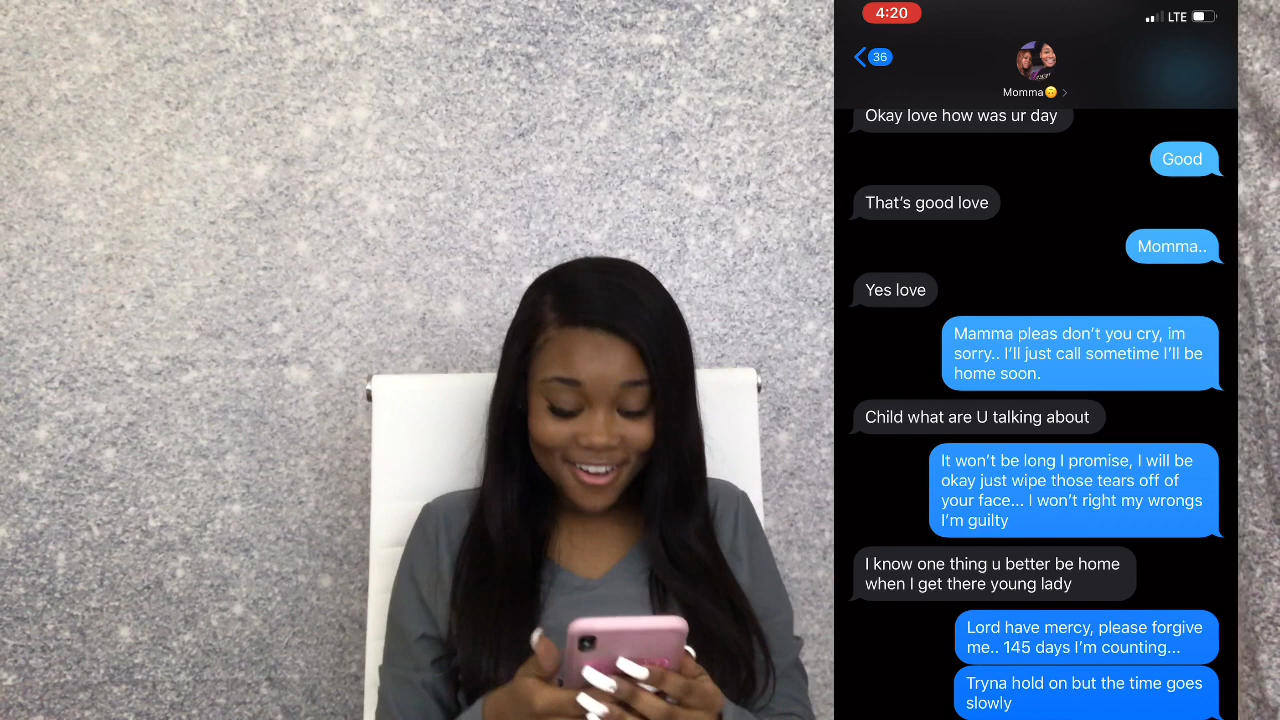 4:20
LTE
36
Momma
Okay love how was ur day
Good
That's good love
Momma..
Yes love
Mamma pleas don't you cry, im
sorry.. I'll just call sometime I'll be
home soon.
Child what are U talking about
It won't be long I promise, I will be
okay just wipe those tears off of
your face... I won't right my wrongs
I'm guilty
I know one thing u better be home
when I get there young lady
Lord have mercy, please forgive
me.. 145 days I'm counting...
Tryna hold on but the time goes
slowly